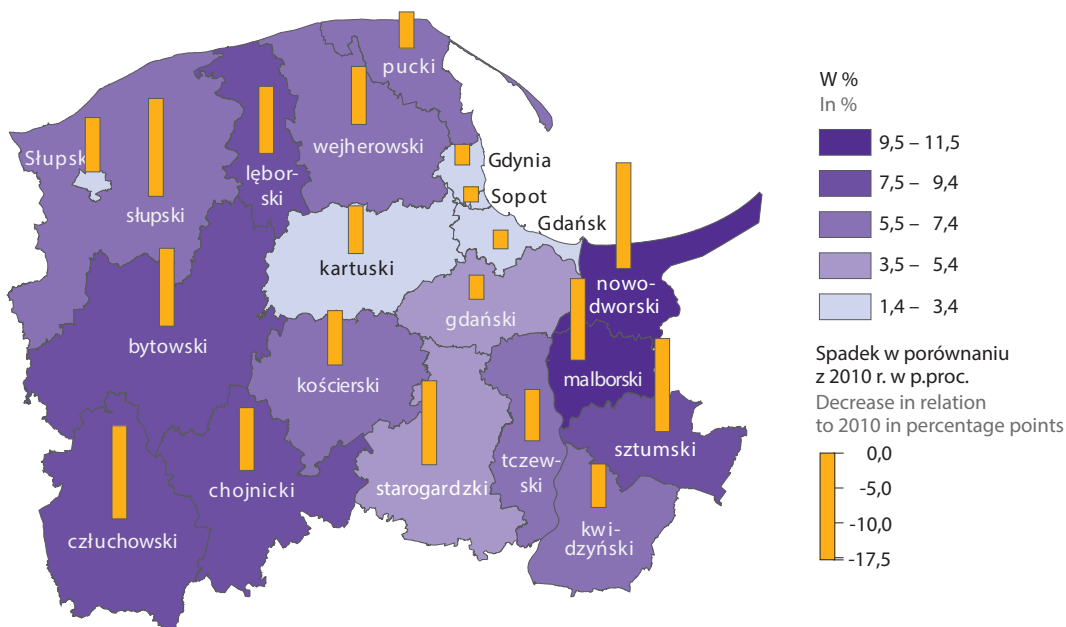 pucki
wejherowski
Słupsk
słupski
lębor-
ski
Gdynia
Sopot
Gdańsk
kartuski
nowo-
dworski
gdański
bytowski
kościerski
malborski
sztumski
tczew-
ski
starogardzki
chojnicki
człuchowski
kwi-
dzyński
W %
In %
9,5 – 11,5
7,5 – 9,4
5,5 – 7,4
3,5 – 5,4
1,4 – 3,4
Spadek w porównaniu
z 2010 r. w p.proc.
Decrease in relation
to 2010 in percentage points
0,0
-5,0
-10,0
-17,5